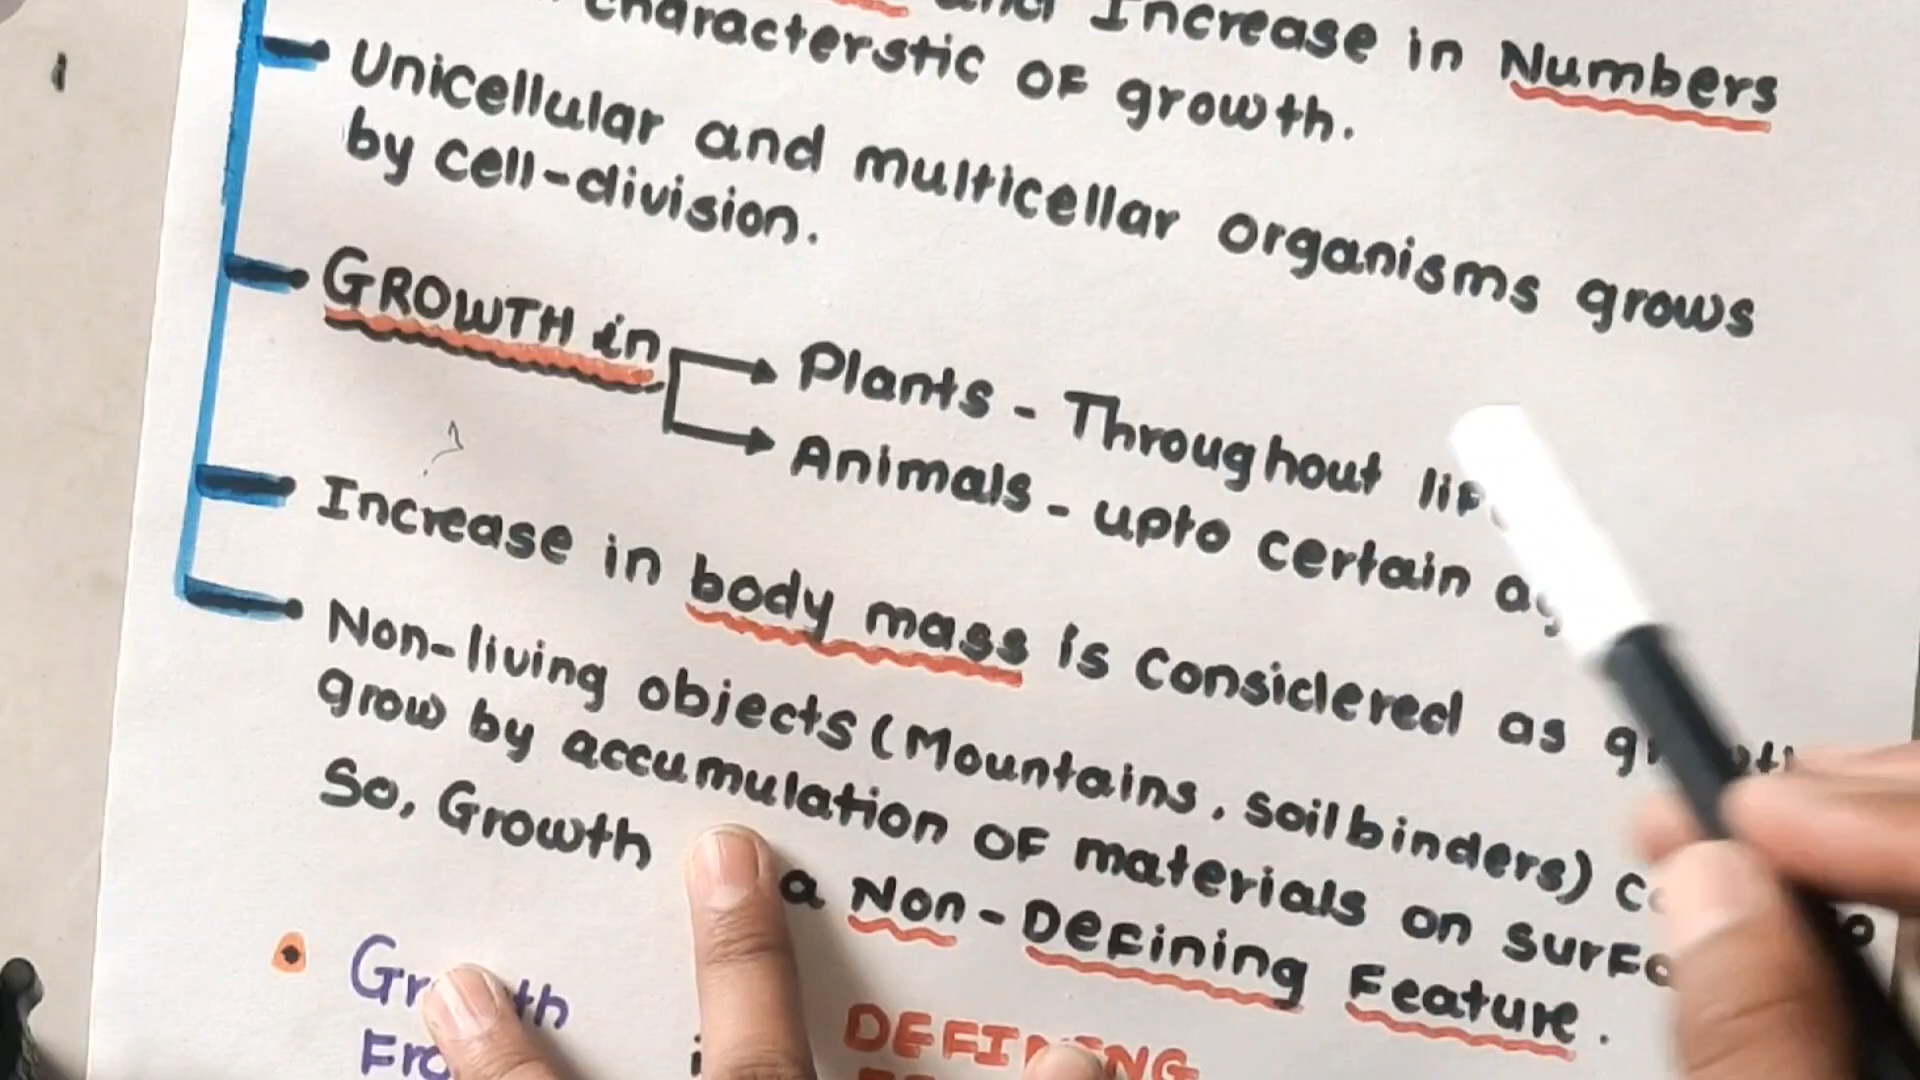 and Increase in Numbers
characterstic of growth.
Unicellular and multicellar organisms grows
by cell-division.
GROWTH in
Plants - Throughout
Animals - upto certain
Increase in body mass is considered as
Non-living objects (Mountains, soilbinders)
grow by accumulation of materials on
So, Growth a Non-Defining Feature.
DEFINING